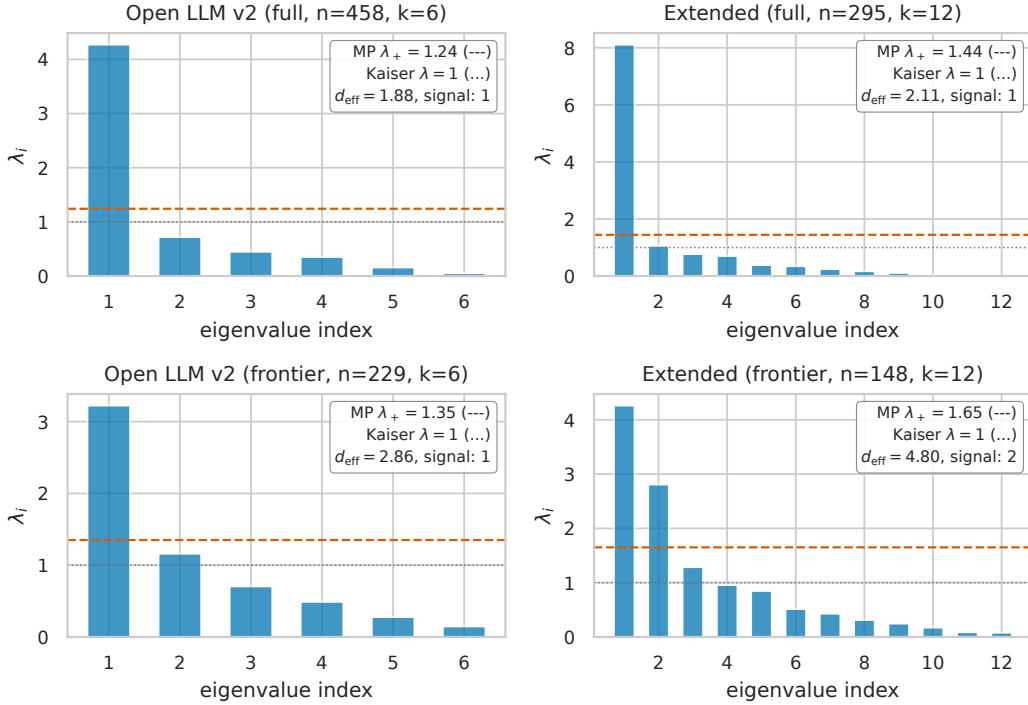 Open LLM v2 (full, n=458, k=6)
MP λ₊ = 1.24 (---)
Kaiser λ = 1 (...)
d_eff = 1.88, signal: 1
λᵢ
4
3
2
1
0
1 2 3 4 5 6
eigenvalue index
Extended (full, n=295, k=12)
MP λ₊ = 1.44 (---)
Kaiser λ = 1 (...)
d_eff = 2.11, signal: 1
λᵢ
8
6
4
2
0
2 4 6 8 10 12
eigenvalue index
Open LLM v2 (frontier, n=229, k=6)
MP λ₊ = 1.35 (---)
Kaiser λ = 1 (...)
d_eff = 2.86, signal: 1
λᵢ
3
2
1
0
1 2 3 4 5 6
eigenvalue index
Extended (frontier, n=148, k=12)
MP λ₊ = 1.65 (---)
Kaiser λ = 1 (...)
d_eff = 4.80, signal: 2
λᵢ
4
3
2
1
0
2 4 6 8 10 12
eigenvalue index